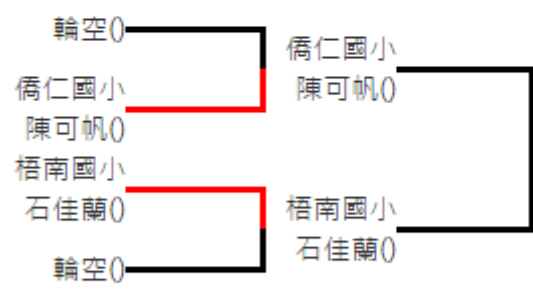 輪空()
僑仁國小
陳可帆()
梧南國小
石佳蘭()
輪空()
僑仁國小
陳可帆()
梧南國小
石佳蘭()